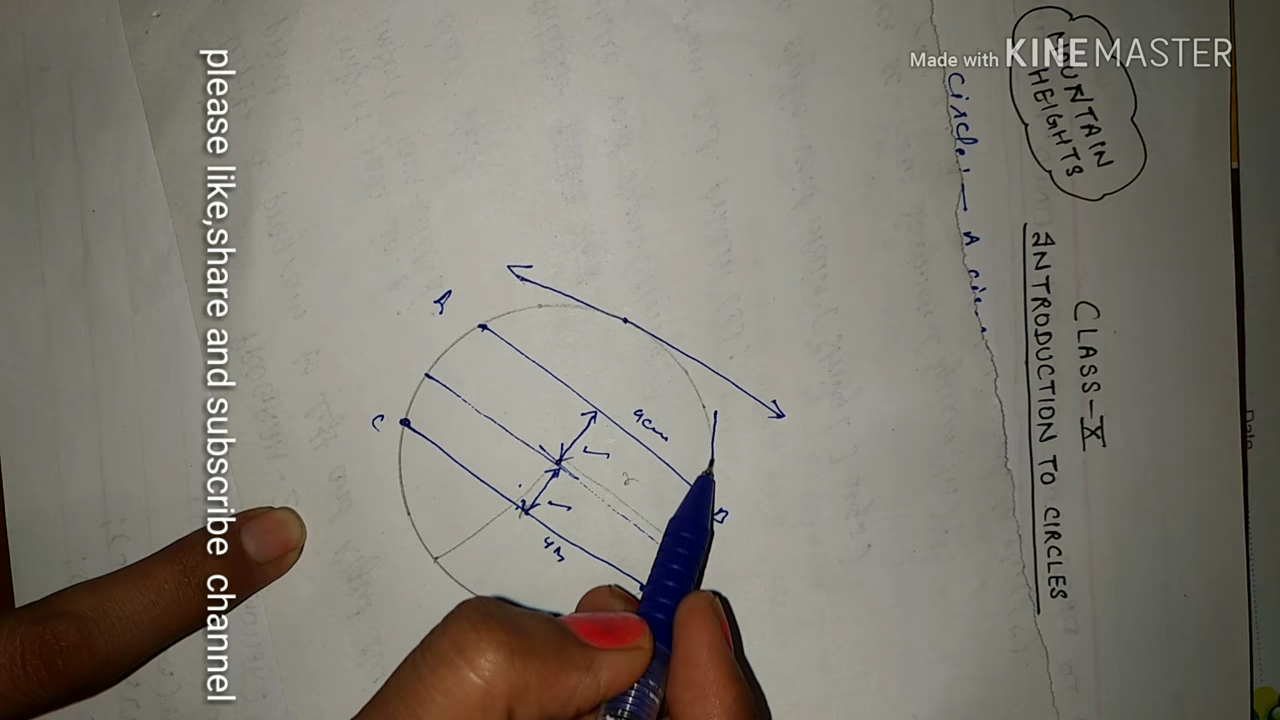 Made with KINEMASTER
MOUNTAIN
HEIGHTS
CLASS-X
INTRODUCTION TO CIRCLES
Circle:- A
please like,share and subscribe channel
A
4cm
B
C
r